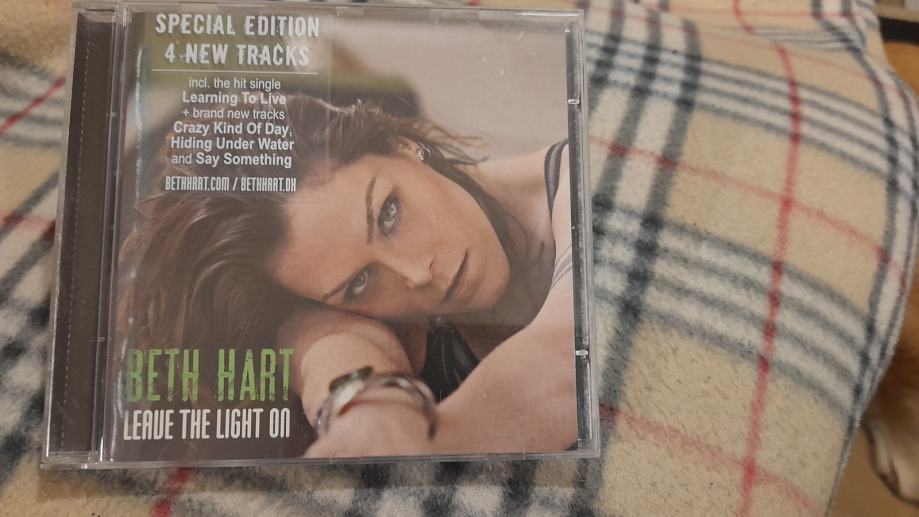 SPECIAL EDITION
4 NEW TRACKS
incl. the hit single
Learning To Live
+ brand new tracks
Crazy Kind Of Day,
Hiding Under Water
and Say Something
BETHHART.COM / BETHHART.DK
BETH HART
LEAVE THE LIGHT ON